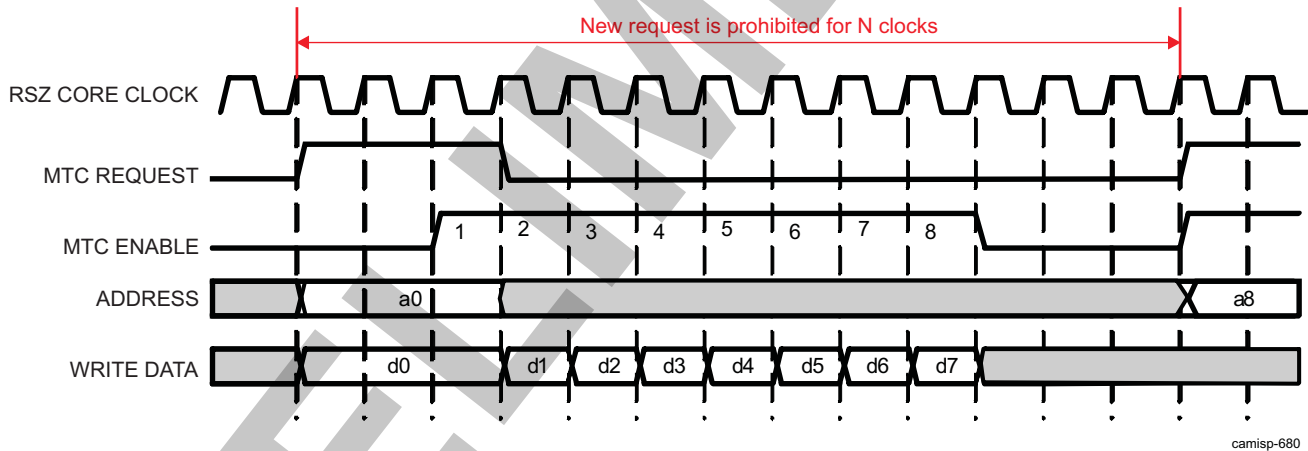 New request is prohibited for N clocks
RSZ CORE CLOCK
MTC REQUEST
MTC ENABLE 1 2 3 4 5 6 7 8
ADDRESS a0 a8
WRITE DATA d0 d1 d2 d3 d4 d5 d6 d7
camisp-680